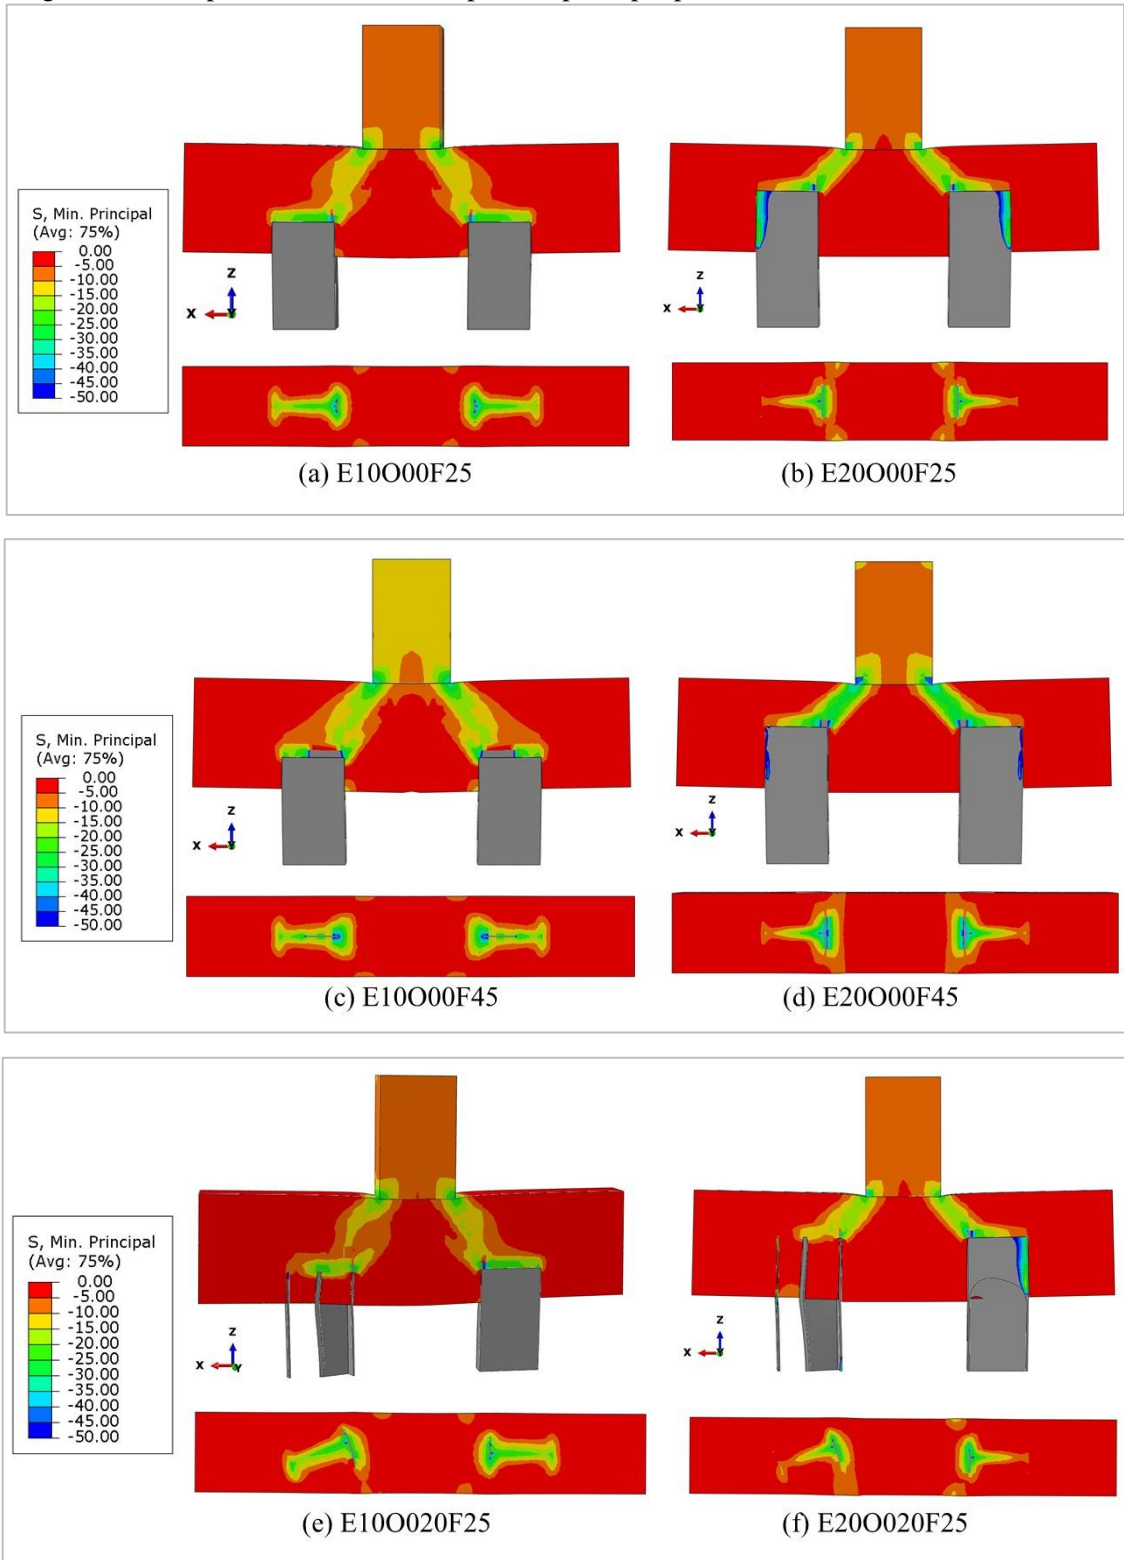 S, Min. Principal
(Avg: 75%)
0.00
-5.00
-10.00
-15.00
-20.00
-25.00
-30.00
-35.00
-40.00
-45.00
-50.00
Z
X
Z
X
(a) E10O00F25
(b) E20O00F25
S, Min. Principal
(Avg: 75%)
0.00
-5.00
-10.00
-15.00
-20.00
-25.00
-30.00
-35.00
-40.00
-45.00
-50.00
Z
X
Z
X
(c) E10O00F45
(d) E20O00F45
S, Min. Principal
(Avg: 75%)
0.00
-5.00
-10.00
-15.00
-20.00
-25.00
-30.00
-35.00
-40.00
-45.00
-50.00
Z
X
Y
Z
X
(e) E10O020F25
(f) E20O020F25